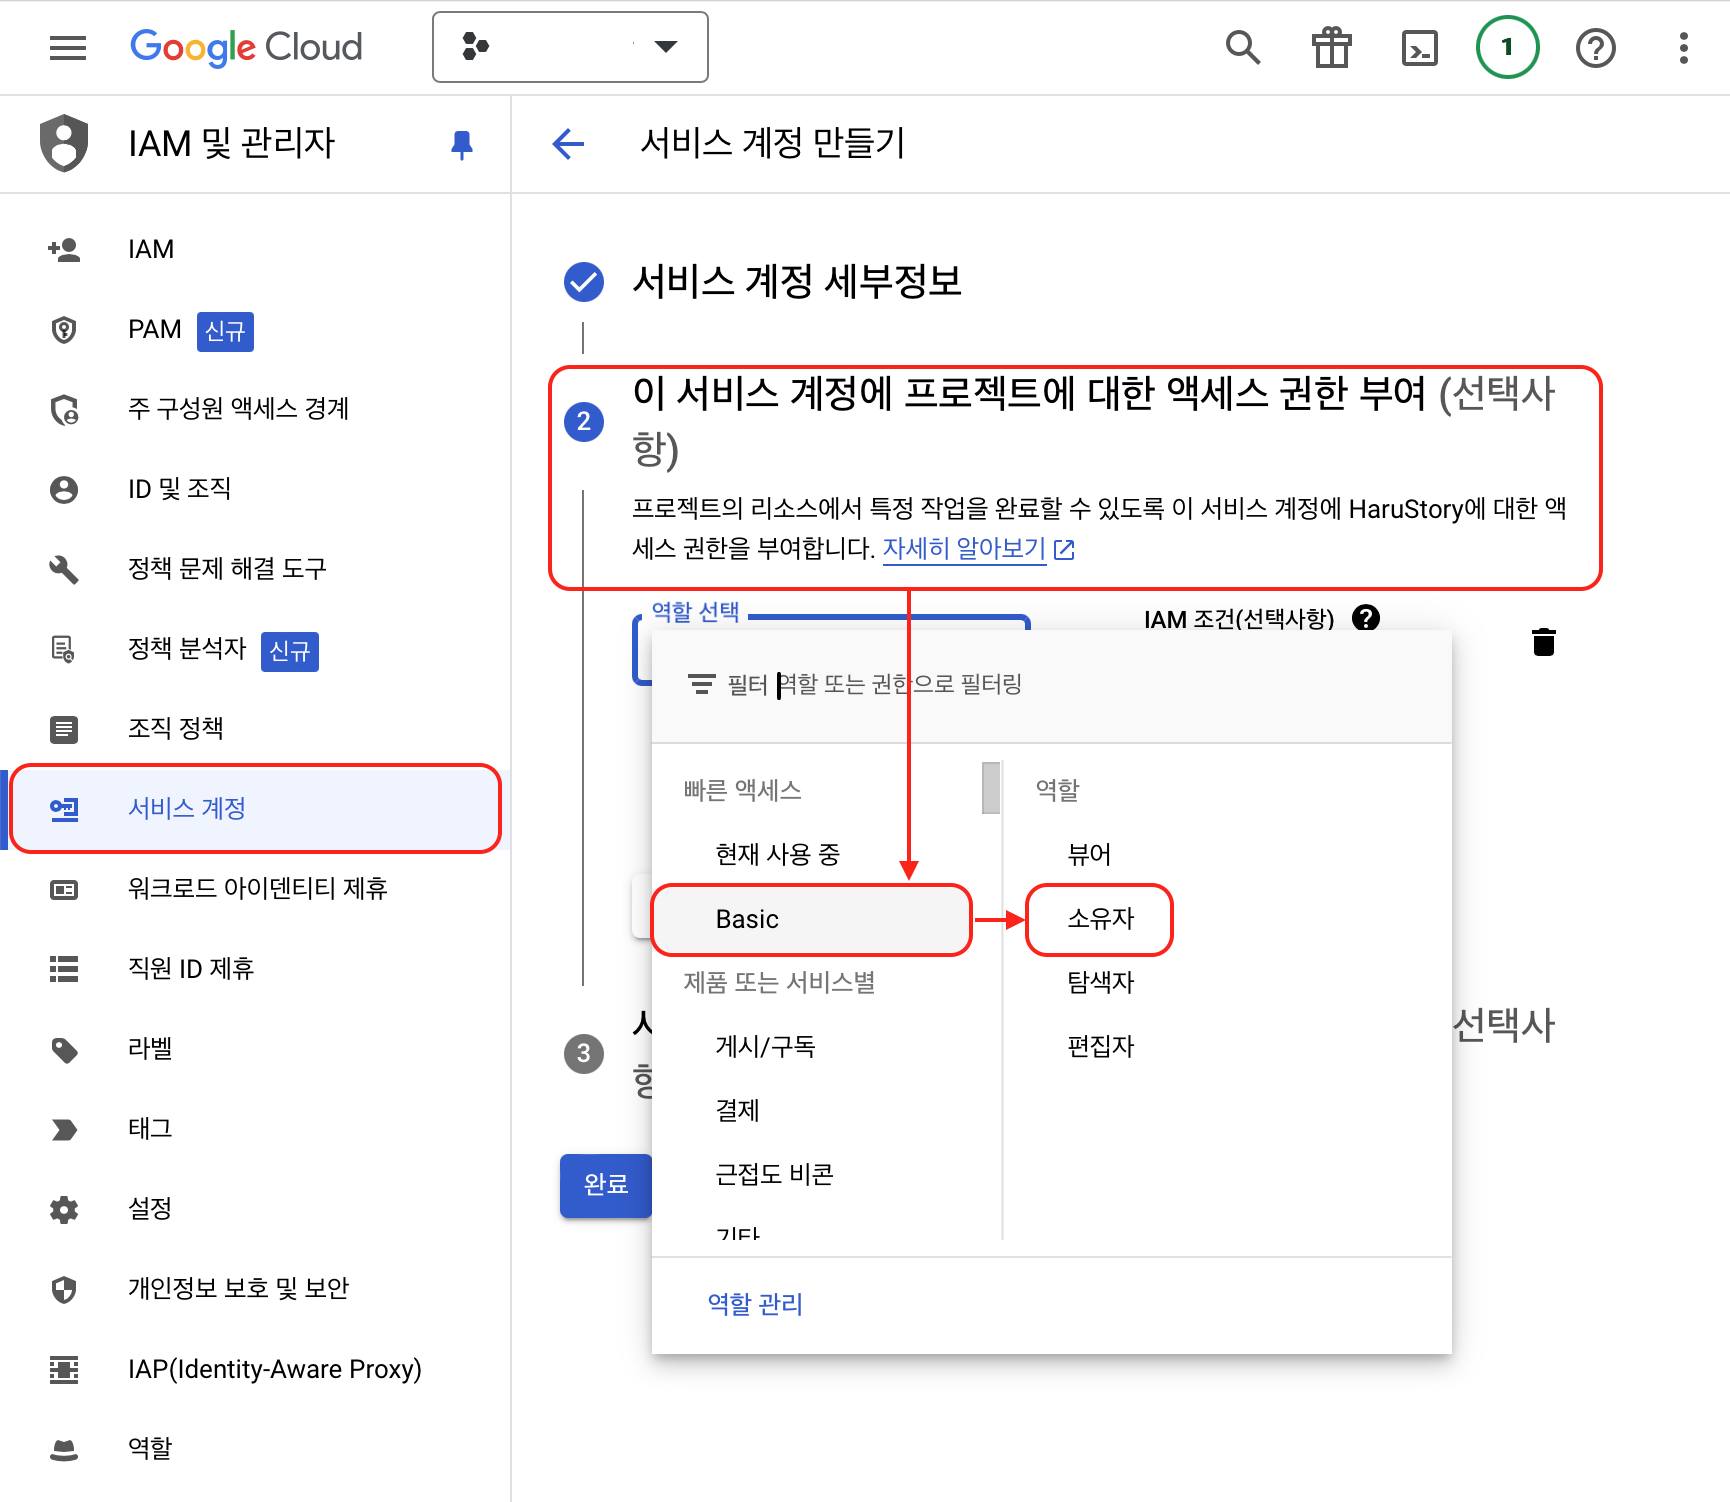 Google Cloud
1
IAM 및 관리자
서비스 계정 만들기
IAM
PAM 신규
주 구성원 액세스 경계
ID 및 조직
정책 문제 해결 도구
정책 분석자 신규
조직 정책
서비스 계정
워크로드 아이덴티티 제휴
직원 ID 제휴
라벨
태그
설정
개인정보 보호 및 보안
IAP(Identity-Aware Proxy)
역할
서비스 계정 세부정보
2
이 서비스 계정에 프로젝트에 대한 액세스 권한 부여 (선택사
항)
프로젝트의 리소스에서 특정 작업을 완료할 수 있도록 이 서비스 계정에 HaruStory에 대한 액
세스 권한을 부여합니다. 자세히 알아보기
역할 선택
IAM 조건(선택사항)
필터 역할 또는 권한으로 필터링
빠른 액세스
현재 사용 중
Basic
제품 또는 서비스별
게시/구독
결제
근접도 비콘
기타
역할
뷰어
소유자
탐색자
편집자
역할 관리
3
선택사
완료